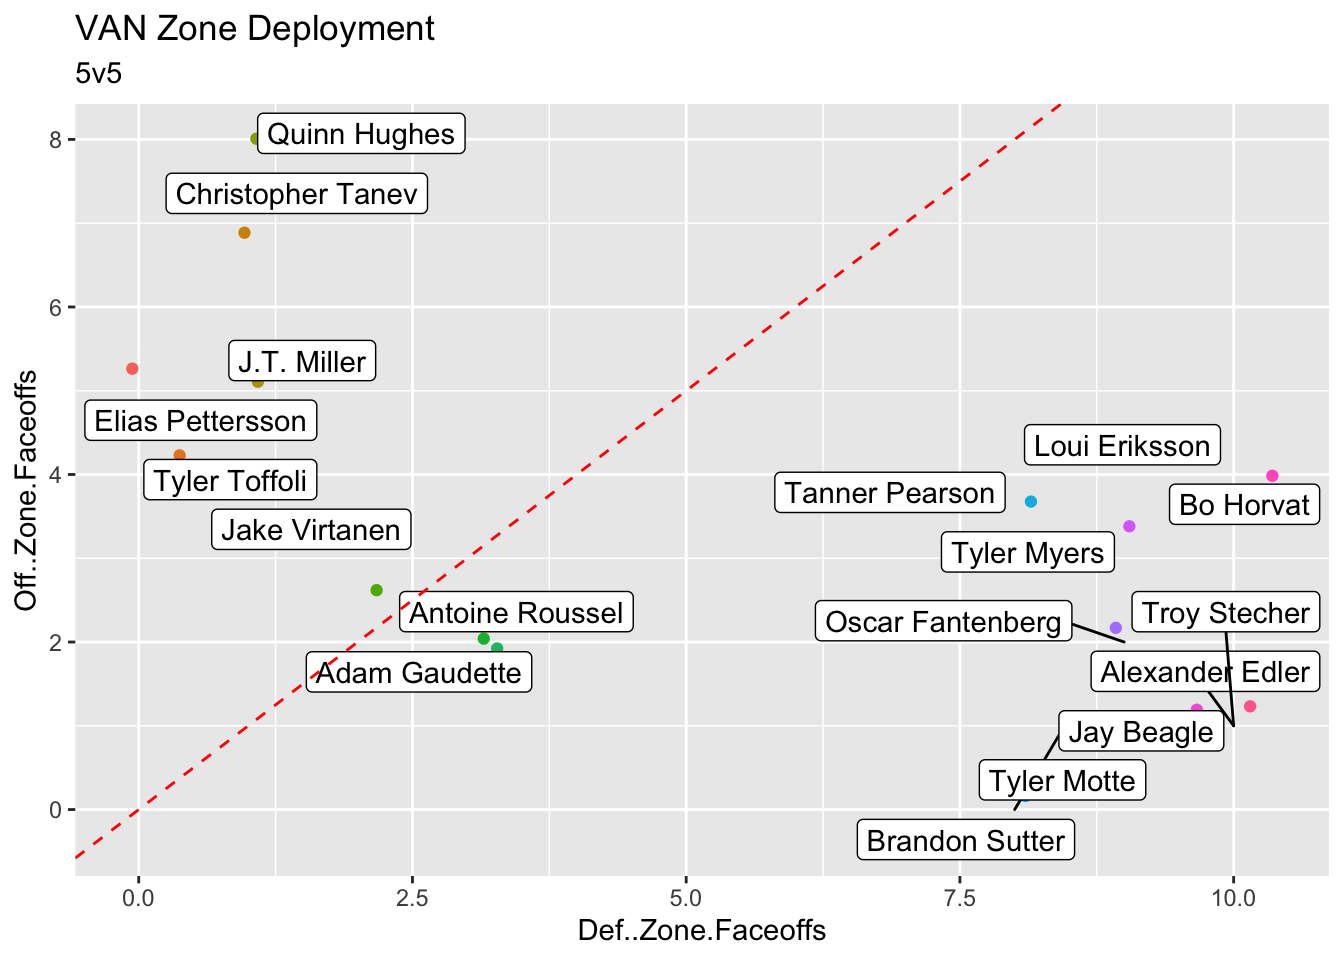 VAN Zone Deployment
5v5
Off..Zone.Faceoffs
8
6
4
2
0
Quinn Hughes
Christopher Tanev
J.T. Miller
Elias Pettersson
Tyler Toffoli
Jake Virtanen
Antoine Roussel
Adam Gaudette
Loui Eriksson
Tanner Pearson
Bo Horvat
Tyler Myers
Oscar Fantenberg
Troy Stecher
Alexander Edler
Jay Beagle
Tyler Motte
Brandon Sutter
0.0
2.5
5.0
7.5
10.0
Def..Zone.Faceoffs